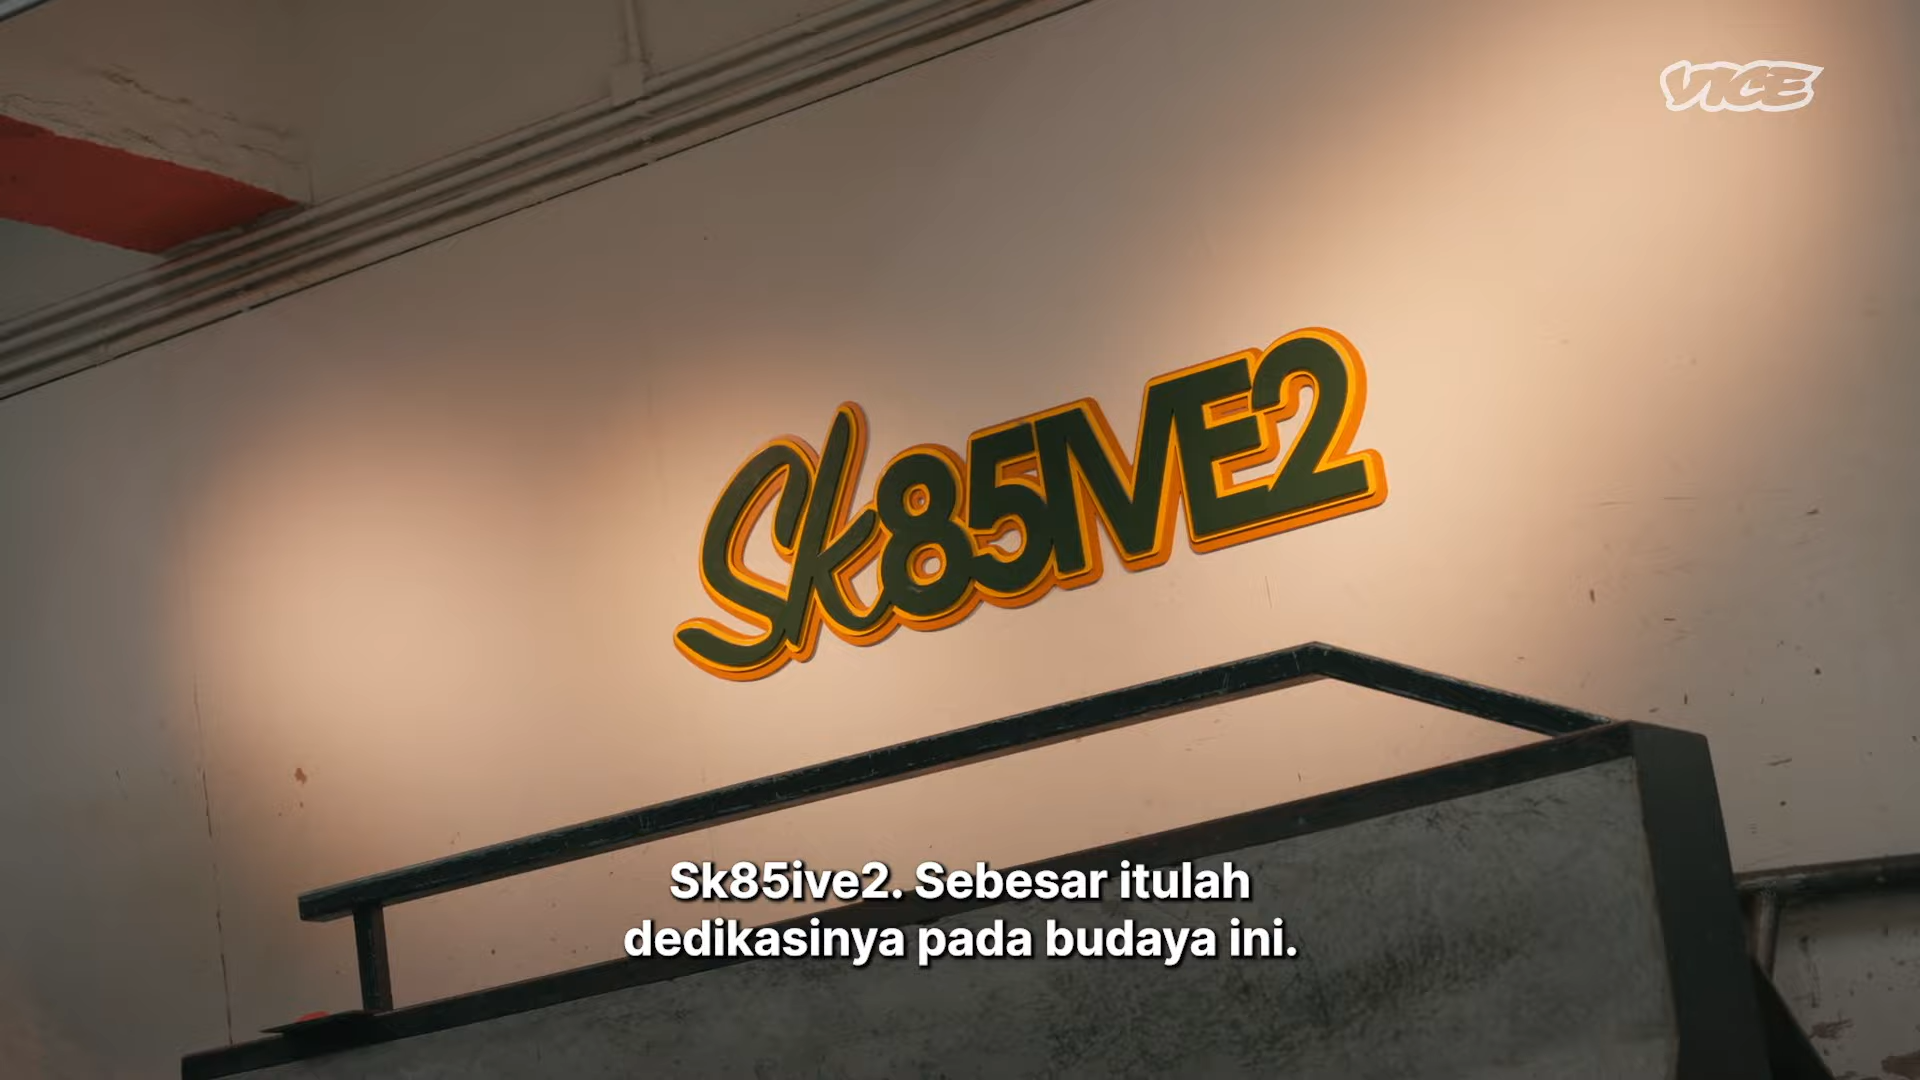 VICE
Sk85IVE2
Sk85ive2. Sebesar itulah
dedikasinya pada budaya ini.